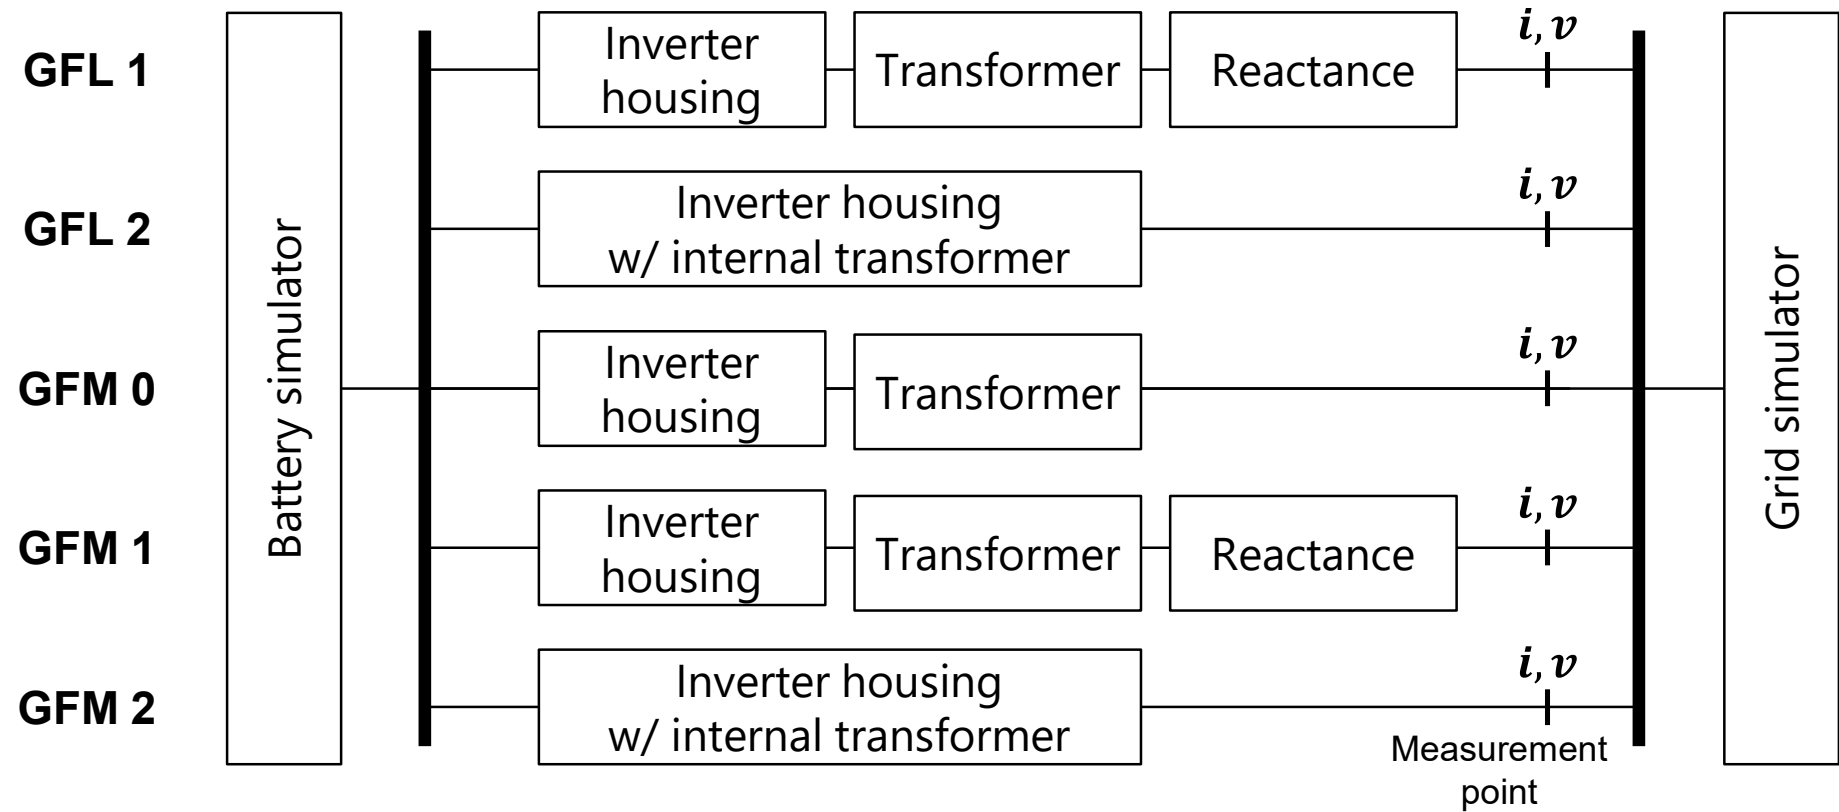 GFL 1
Inverter
housing
Transformer
Reactance
i, v
GFL 2
Inverter housing
w/ internal transformer
i, v
GFM 0
Inverter
housing
Transformer
i, v
GFM 1
Inverter
housing
Transformer
Reactance
i, v
GFM 2
Inverter housing
w/ internal transformer
i, v
Measurement
point
Battery simulator
Grid simulator